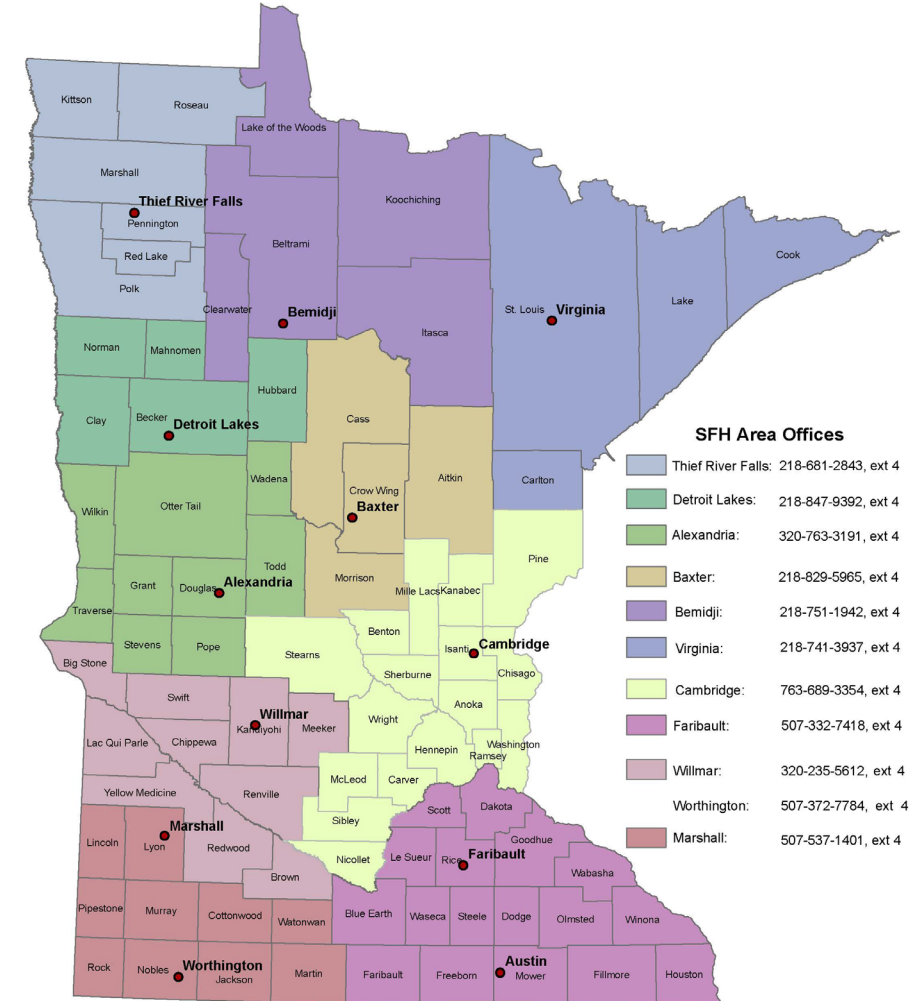 Kittson
Roseau
Lake of the Woods
Marshall
Koochiching
Thief River Falls
Pennington
Beltrami
Red Lake
Cook
Polk
Lake
Clearwater
Bemidji
St. Louis
Virginia
Itasca
Norman
Mahnomen
Hubbard
Clay
Becker
Detroit Lakes
Cass
Wadena
Aitkin
Carlton
Crow Wing
Baxter
Wilkin
Otter Tail
Pine
Todd
Morrison
Grant
Douglas
Alexandria
Mille Lacs
Kanabec
Traverse
Benton
Stevens
Pope
Stearns
Isanti
Cambridge
Big Stone
Sherburne
Chisago
Swift
Anoka
Willmar
Kandiyohi
Meeker
Wright
Lac Qui Parle
Chippewa
Hennepin
Washington
Ramsey
McLeod
Carver
Yellow Medicine
Renville
Scott
Dakota
Sibley
Marshall
Lincoln
Lyon
Redwood
Goodhue
Nicollet
Le Sueur
Rice
Faribault
Wabasha
Brown
Pipestone
Murray
Cottonwood
Watonwan
Blue Earth
Waseca
Steele
Dodge
Olmsted
Winona
Rock
Nobles
Worthington
Jackson
Martin
Faribault
Freeborn
Austin
Mower
Fillmore
Houston
SFH Area Offices
Thief River Falls: 218-681-2843, ext 4
Detroit Lakes: 218-847-9392, ext 4
Alexandria: 320-763-3191, ext 4
Baxter: 218-829-5965, ext 4
Bemidji: 218-751-1942, ext 4
Virginia: 218-741-3937, ext 4
Cambridge: 763-689-3354, ext 4
Faribault: 507-332-7418, ext 4
Willmar: 320-235-5612, ext 4
Worthington: 507-372-7784, ext 4
Marshall: 507-537-1401, ext 4